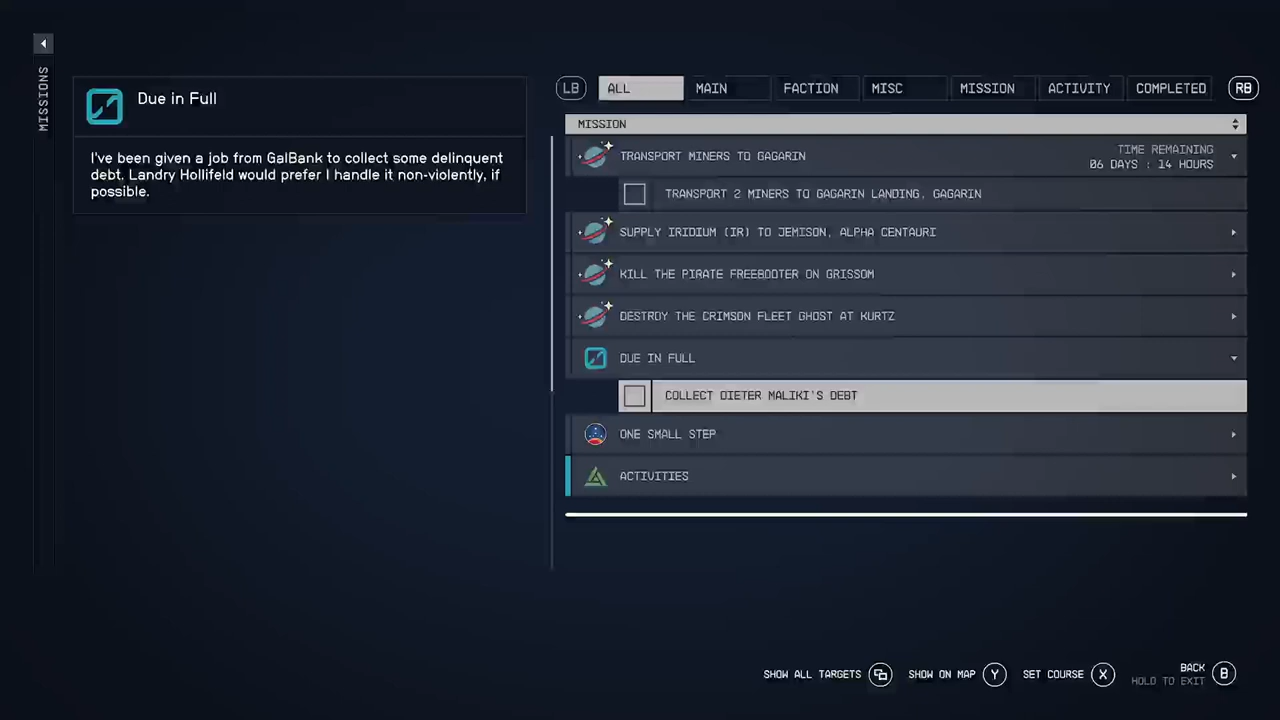 MISSIONS
Due in Full
I've been given a job from GalBank to collect some delinquent
debt. Landry Hollifeld would prefer I handle it non-violently, if
possible.
LB
ALL
MAIN
FACTION
MISC
MISSION
ACTIVITY
COMPLETED
RB
MISSION
TRANSPORT MINERS TO GAGARIN
TIME REMAINING
06 DAYS : 14 HOURS
TRANSPORT 2 MINERS TO GAGARIN LANDING, GAGARIN
SUPPLY IRIDIUM (IR) TO JEMISON, ALPHA CENTAURI
KILL THE PIRATE FREEBOOTER ON GRISSOM
DESTROY THE CRIMSON FLEET GHOST AT KURTZ
DUE IN FULL
COLLECT DIETER MALIKI'S DEBT
ONE SMALL STEP
ACTIVITIES
SHOW ALL TARGETS
SHOW ON MAP Y
SET COURSE X
BACK B
HOLD TO EXIT